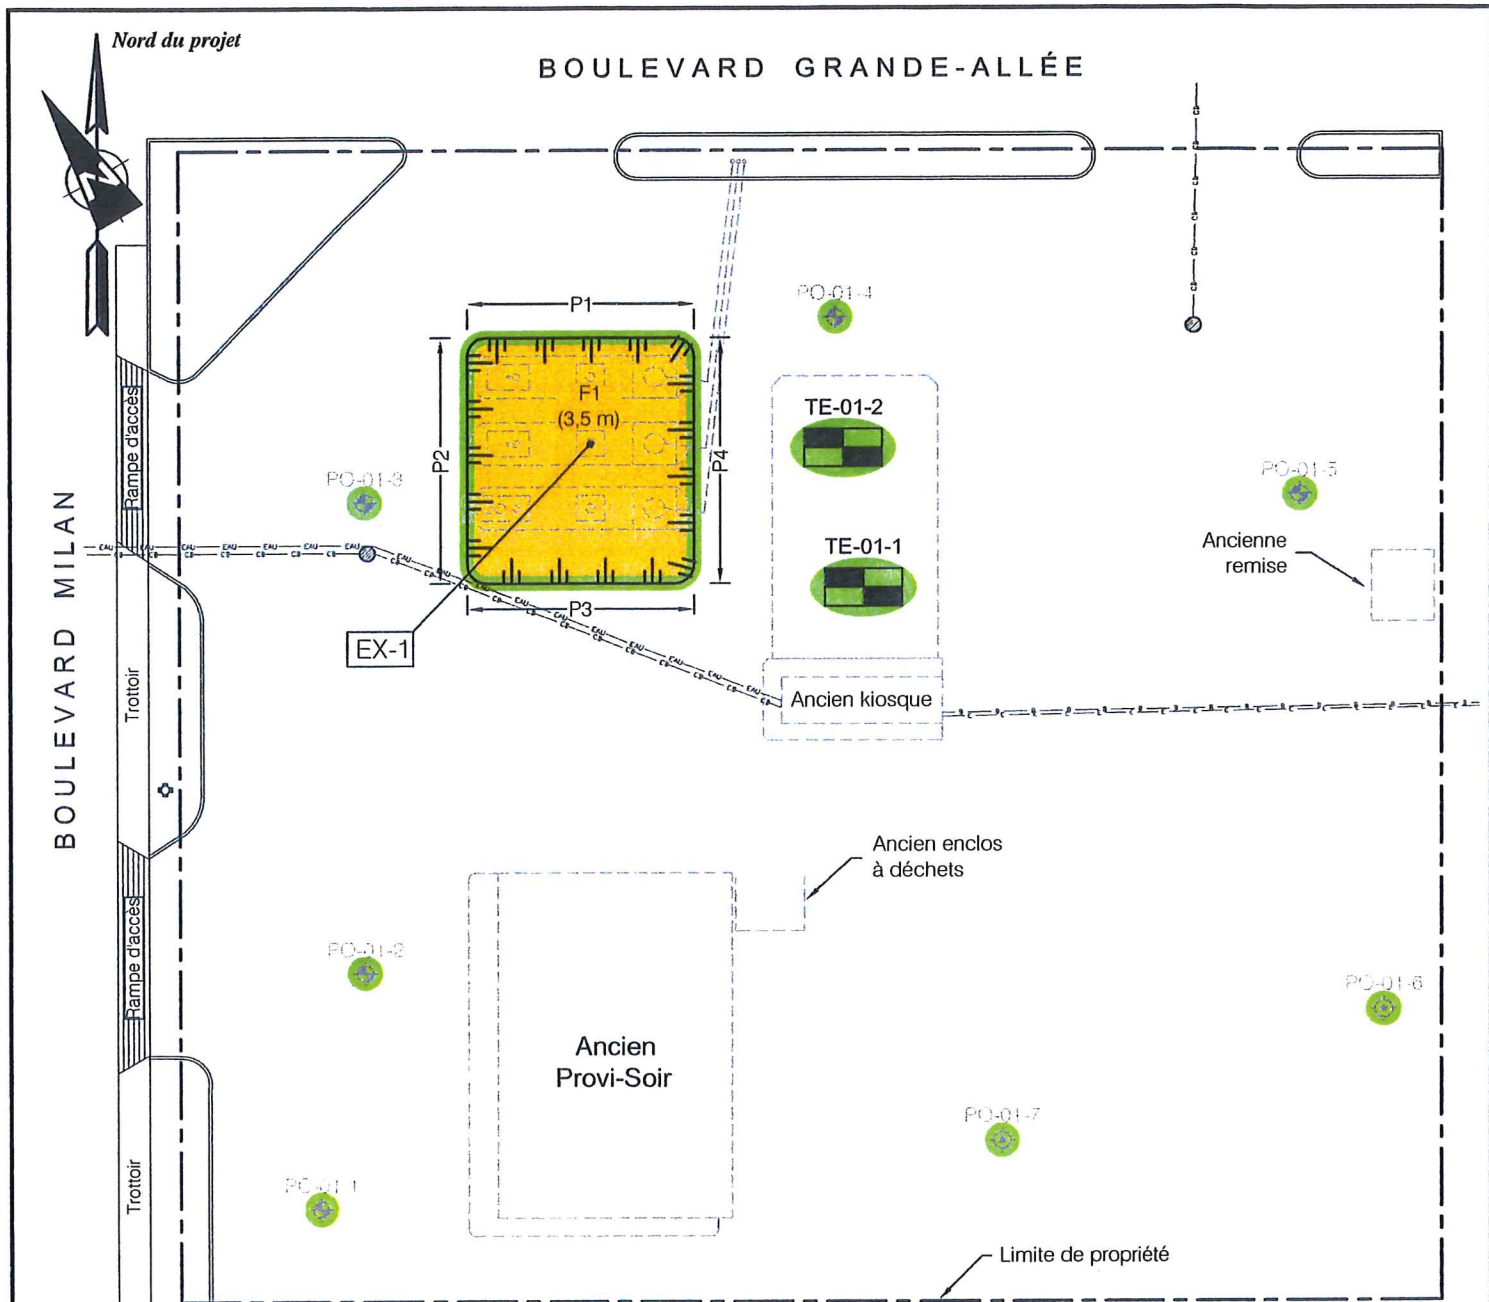 Nord du projet
BOULEVARD GRANDE-ALLÉE
N
P1
PO-01-4
F1
(3,5 m)
TE-01-2
Rampe d'accès
P2
P4
PO-01-3
PO-01-5
Ancienne
remise
TE-01-1
BOULEVARD MILAN
P3
EX-1
EAU
Trottoir
Ancien kiosque
Ancien enclos
à déchets
Rampe d'accès
PO-01-2
PO-01-6
Ancien
Provi-Soir
PO-01-7
Trottoir
PO-01-1
Limite de propriété